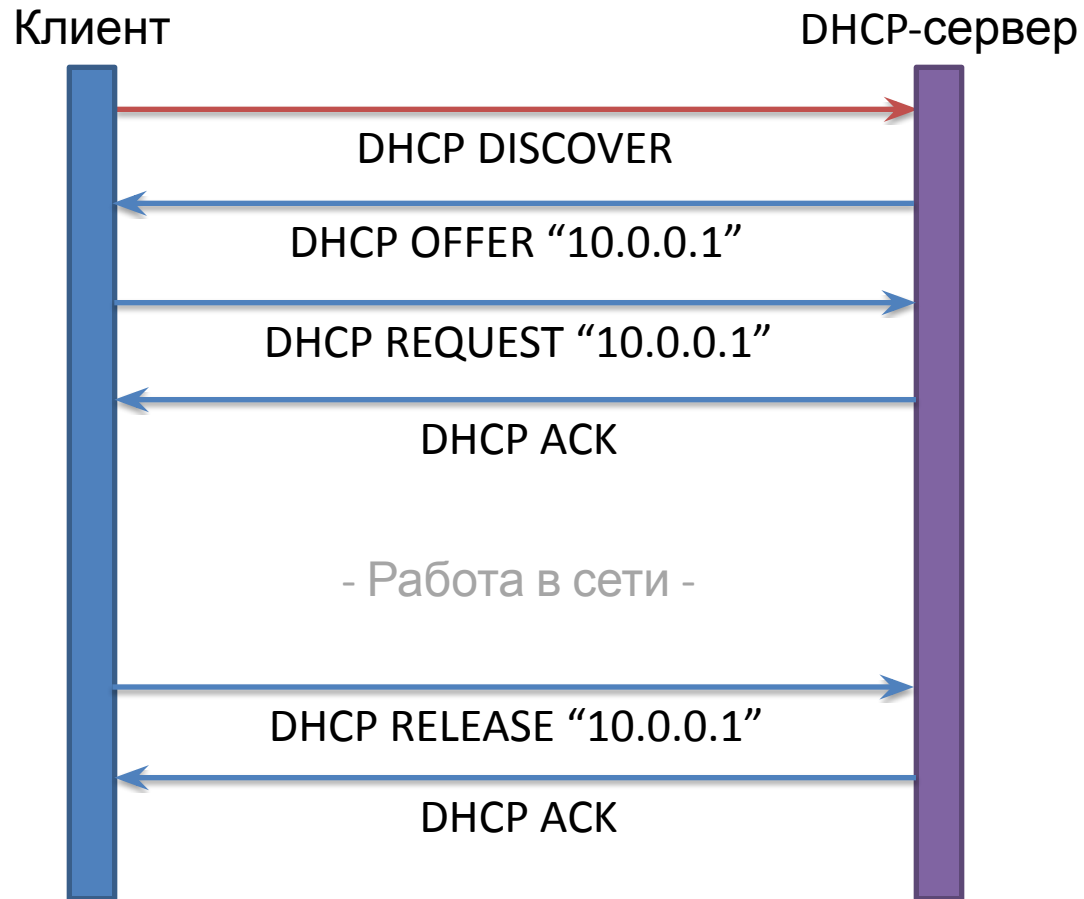 Клиент
DHCP-сервер
DHCP DISCOVER
DHCP OFFER “10.0.0.1”
DHCP REQUEST “10.0.0.1”
DHCP ACK
- Работа в сети -
DHCP RELEASE “10.0.0.1”
DHCP ACK